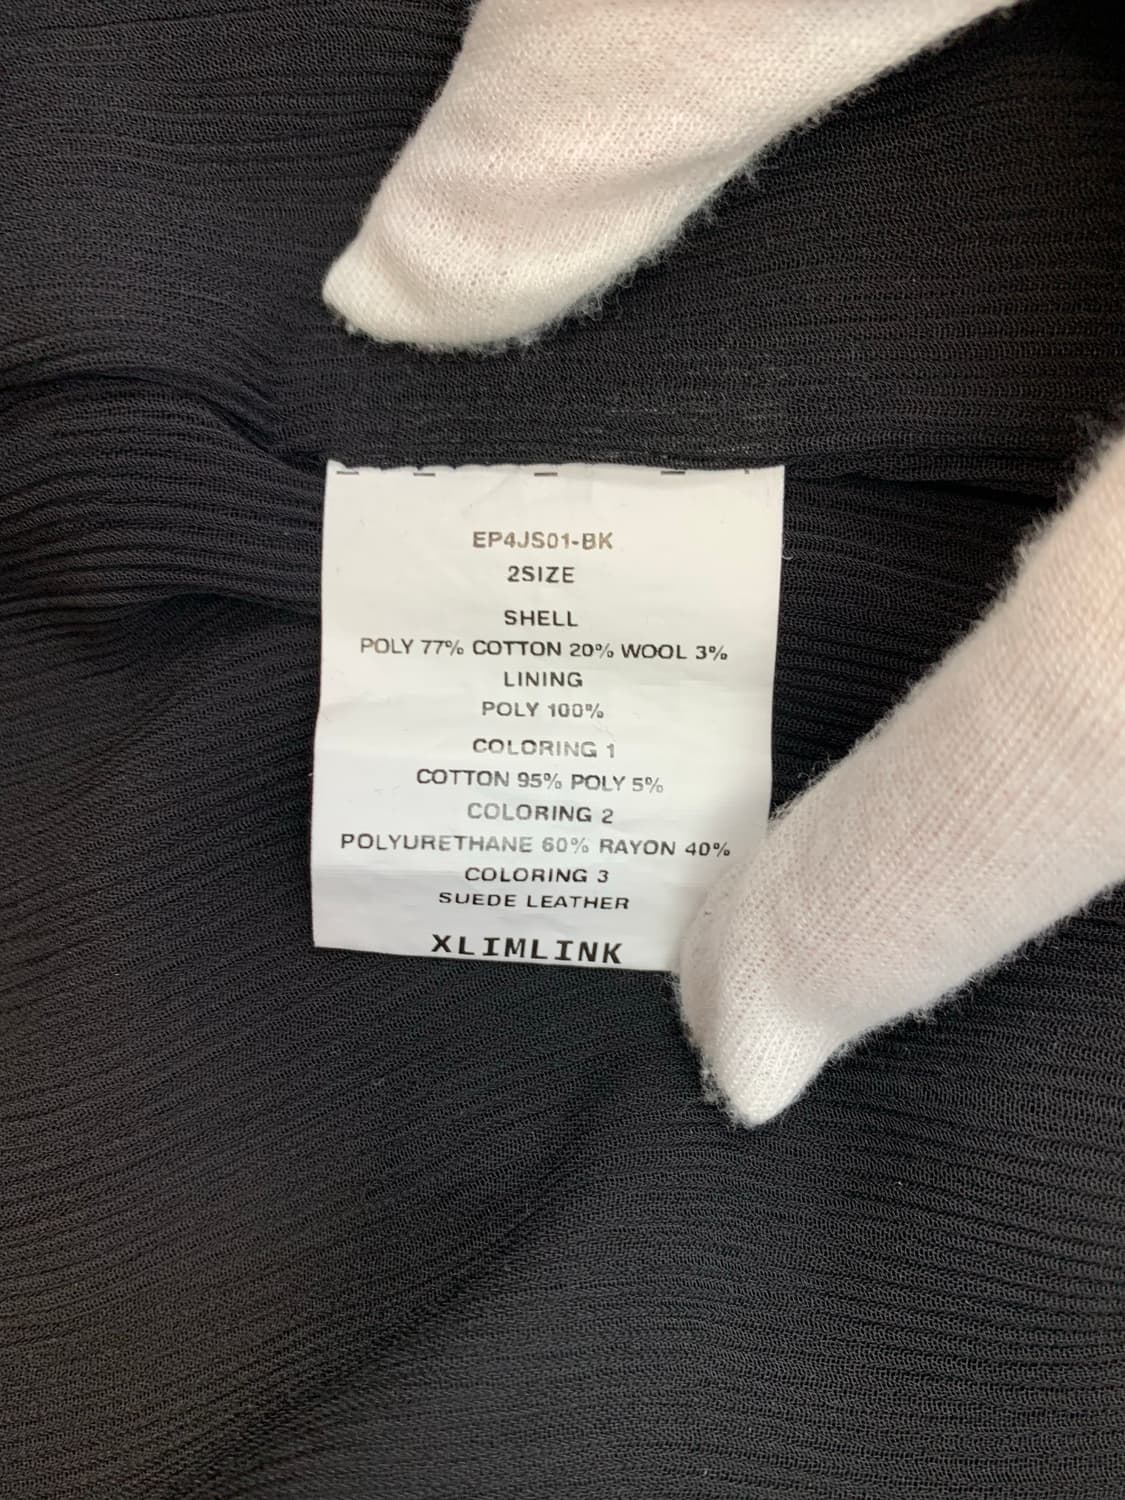 EP4JS01-BK
2SIZE
SHELL
POLY 77% COTTON 20% WOOL 3%
LINING
POLY 100%
COLORING 1
COTTON 95% POLY 5%
COLORING 2
POLYURETHANE 60% RAYON 40%
COLORING 3
SUEDE LEATHER
XLIMLINK